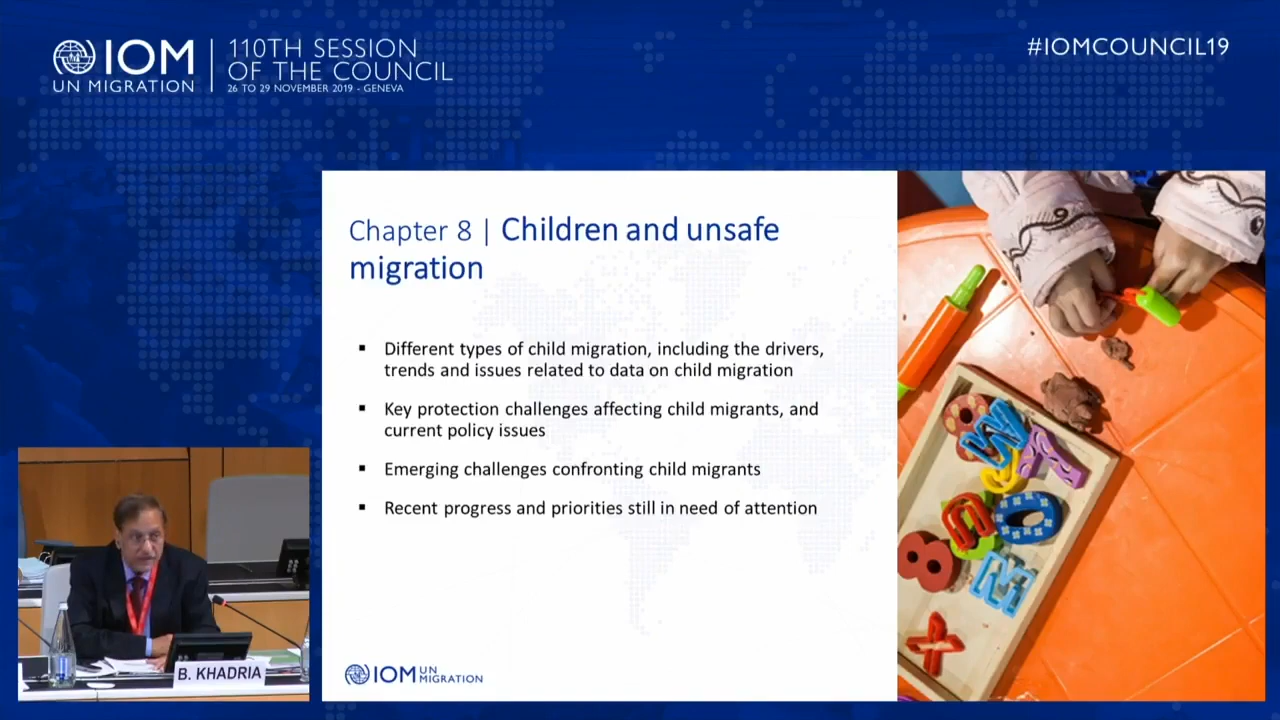 IOM
UN MIGRATION
110TH SESSION
OF THE COUNCIL
26 TO 29 NOVEMBER 2019 - GENEVA
#IOMCOUNCIL19
Chapter 8 | Children and unsafe
migration
▪ Different types of child migration, including the drivers,
trends and issues related to data on child migration
▪ Key protection challenges affecting child migrants, and
current policy issues
▪ Emerging challenges confronting child migrants
▪ Recent progress and priorities still in need of attention
IOM UN
MIGRATION
B. KHADRIA